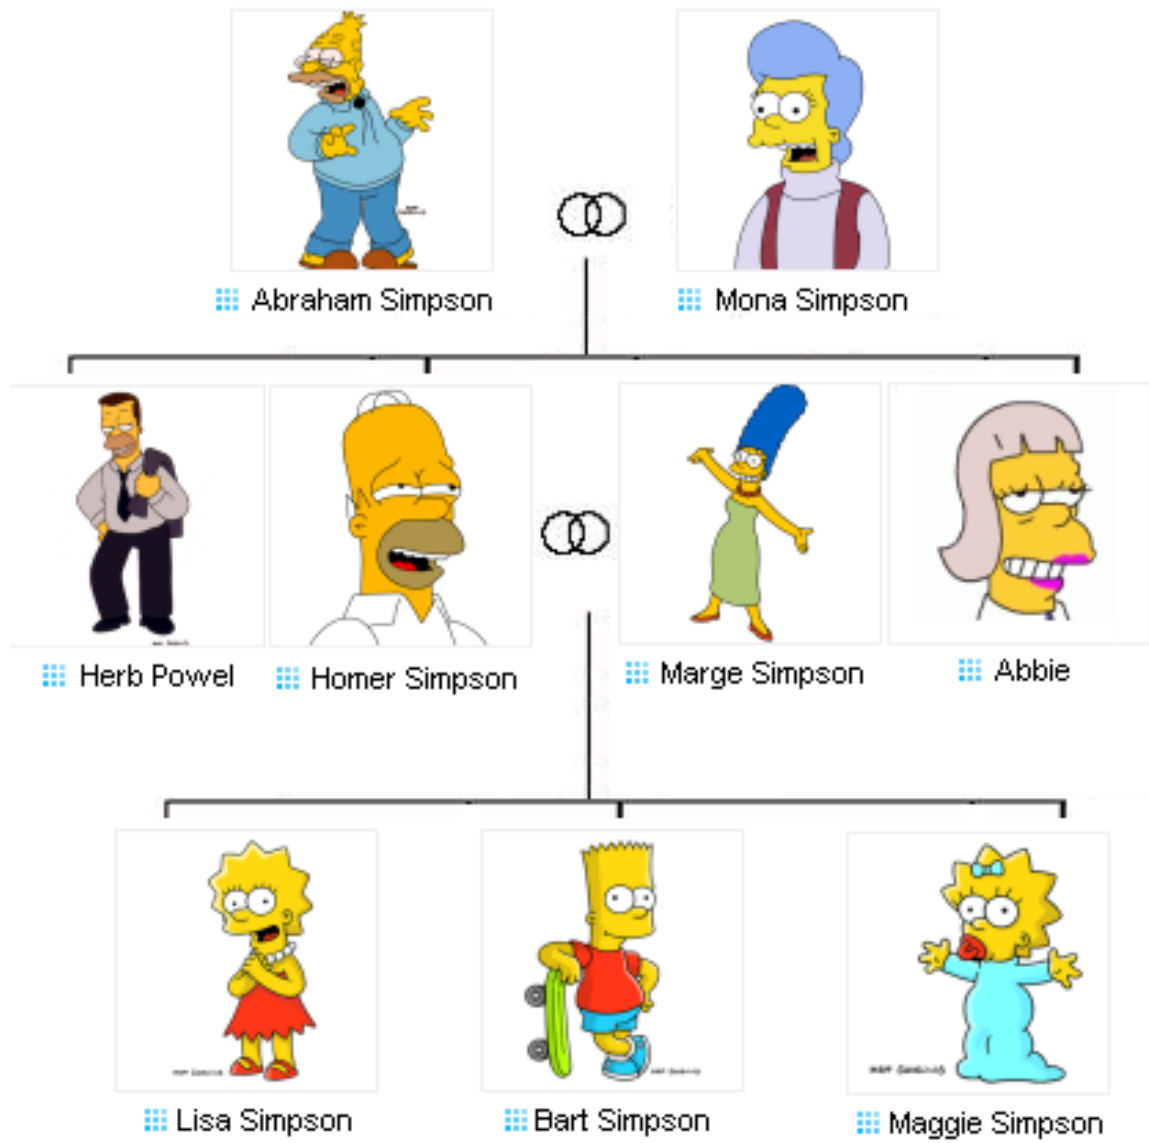 Abraham Simpson
Mona Simpson
Herb Powel
Homer Simpson
Marge Simpson
Abbie
Lisa Simpson
Bart Simpson
Maggie Simpson